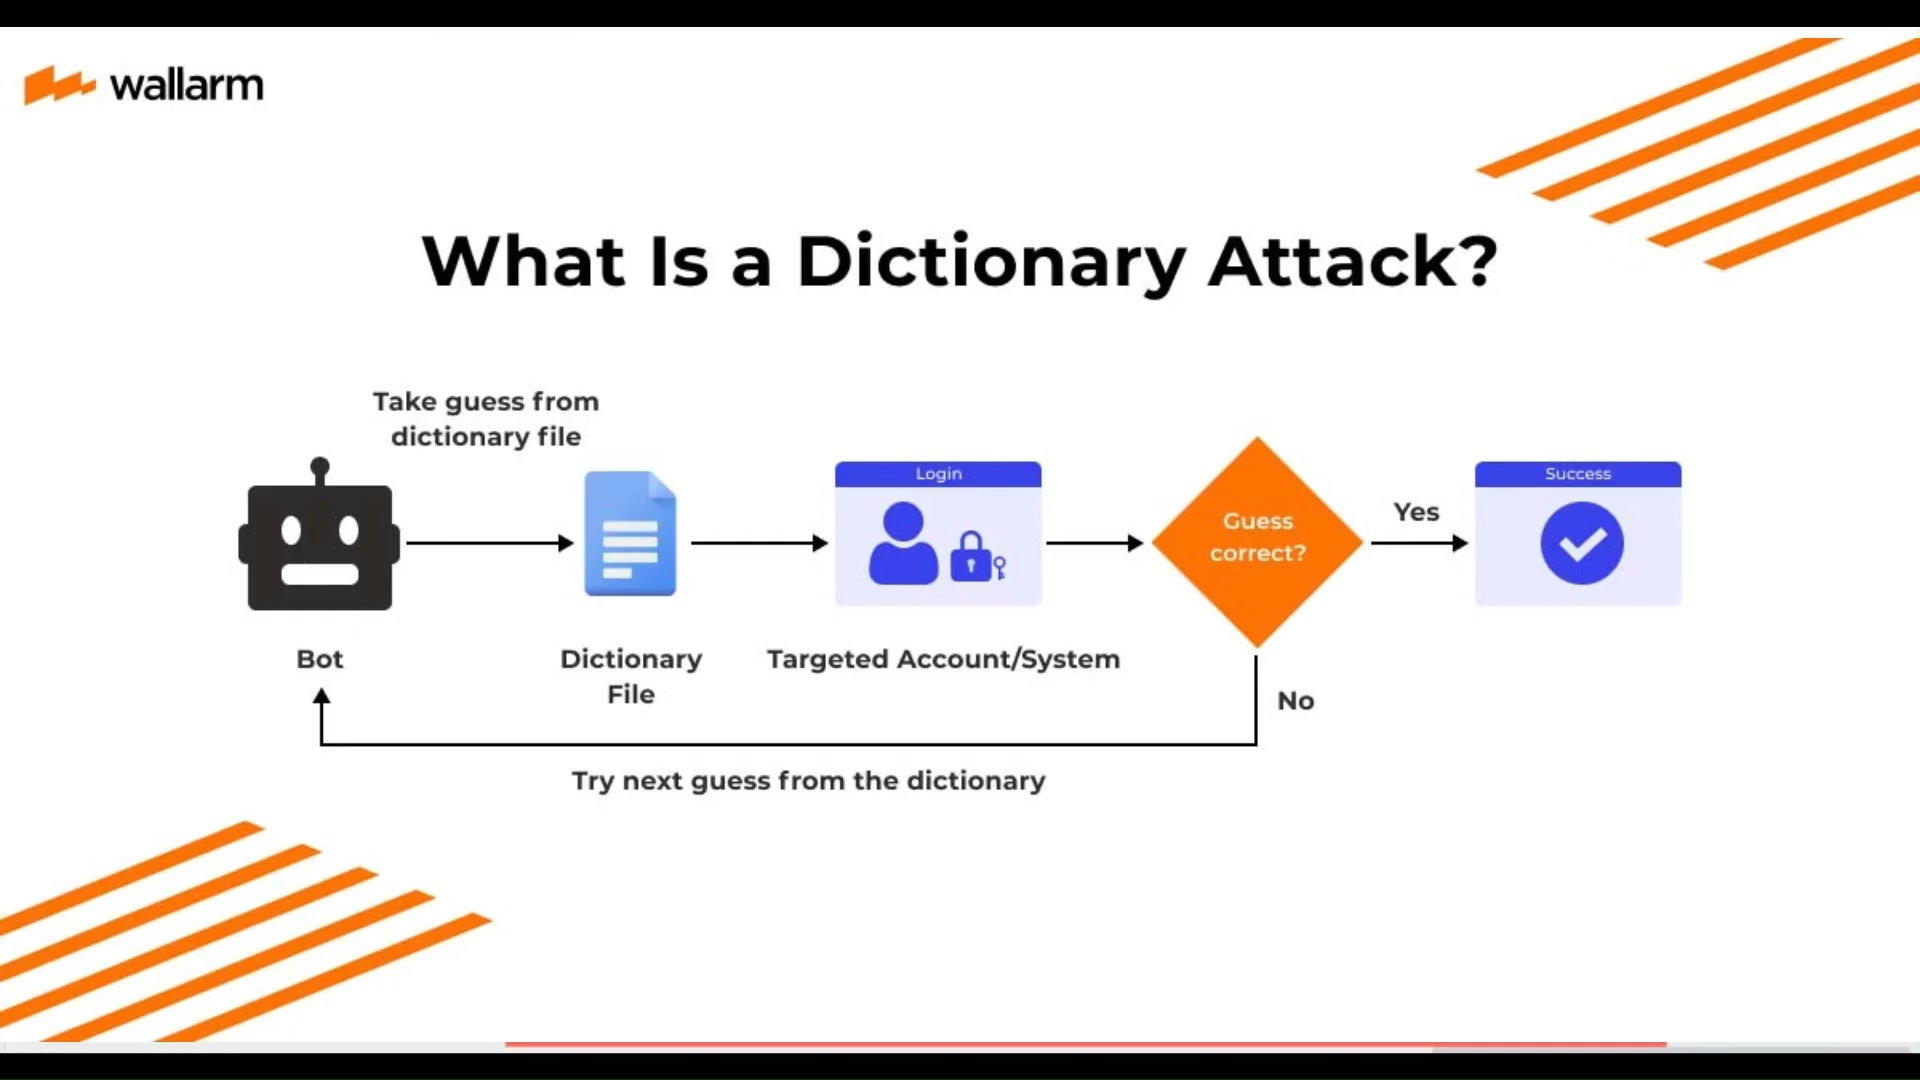 wallarm
What Is a Dictionary Attack?
Take guess from
dictionary file
Login
Success
Guess
correct?
Yes
Bot
Dictionary
File
Targeted Account/System
No
Try next guess from the dictionary